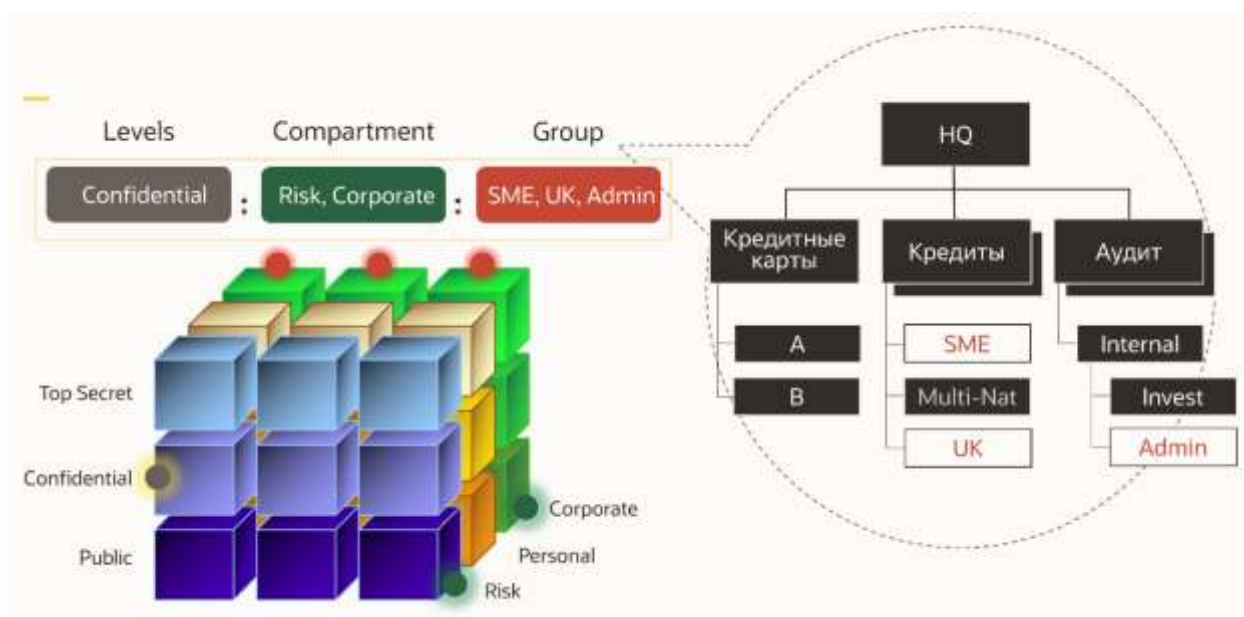 Levels
Compartment
Group
Confidential
:
Risk, Corporate
:
SME, UK, Admin
Top Secret
Confidential
Public
Corporate
Personal
Risk
HQ
Кредитные
карты
A
B
Кредиты
SME
Multi-Nat
UK
Аудит
Internal
Invest
Admin